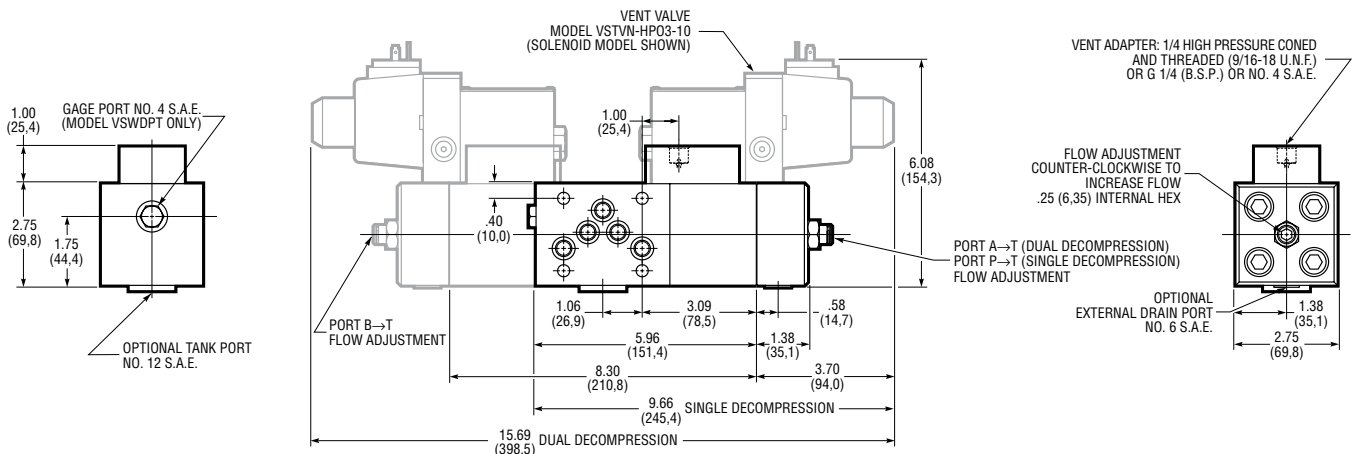 VENT VALVE
MODEL VSTVN-HPO3-10
(SOLENOID MODEL SHOWN)
VENT ADAPTER: 1/4 HIGH PRESSURE CONED
AND THREADED (9/16-18 U.N.F.)
OR G 1/4 (B.S.P.) OR NO. 4 S.A.E.
GAGE PORT NO. 4 S.A.E.
(MODEL VSWDPT ONLY)
1.00
(25,4)
2.75
(69,8)
1.75
(44,4)
OPTIONAL TANK PORT
NO. 12 S.A.E.
1.00
(25,4)
6.08
(154,3)
.40
(10,0)
PORT A→T (DUAL DECOMPRESSION)
PORT P→T (SINGLE DECOMPRESSION)
FLOW ADJUSTMENT
PORT B→T
FLOW ADJUSTMENT
1.06
(26,9)
3.09
(78,5)
.58
(14,7)
5.96
(151,4)
1.38
(35,1)
8.30
(210,8)
3.70
(94,0)
9.66
(245,4)
SINGLE DECOMPRESSION
15.69
(398,5)
DUAL DECOMPRESSION
FLOW ADJUSTMENT
COUNTER-CLOCKWISE TO
INCREASE FLOW
.25 (6,35) INTERNAL HEX
OPTIONAL
EXTERNAL DRAIN PORT
NO. 6 S.A.E.
1.38
(35,1)
2.75
(69,8)